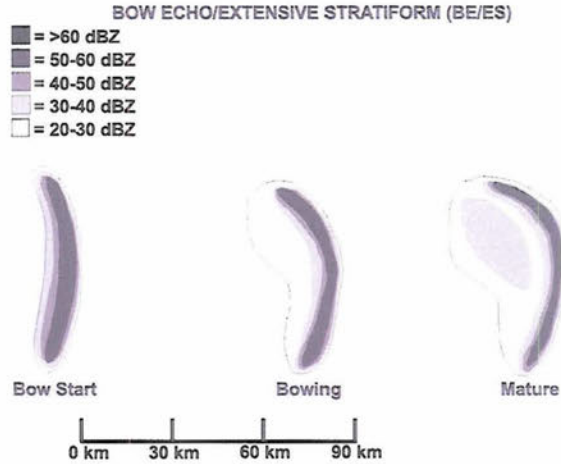 BOW ECHO/EXTENSIVE STRATIFORM (BE/ES)
= >60 dBZ
= 50-60 dBZ
= 40-50 dBZ
= 30-40 dBZ
= 20-30 dBZ
Bow Start
Bowing
Mature
0 km 30 km 60 km 90 km